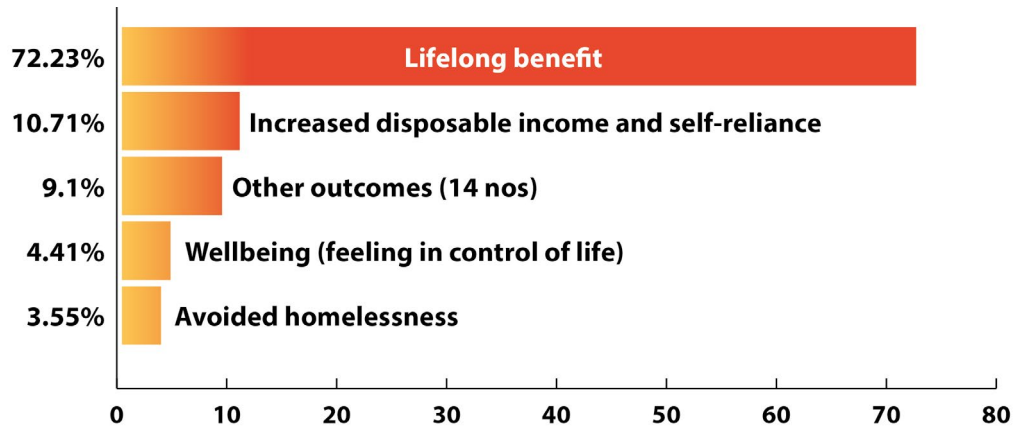 72.23% Lifelong benefit
10.71% Increased disposable income and self-reliance
9.1% Other outcomes (14 nos)
4.41% Wellbeing (feeling in control of life)
3.55% Avoided homelessness
0 10 20 30 40 50 60 70 80